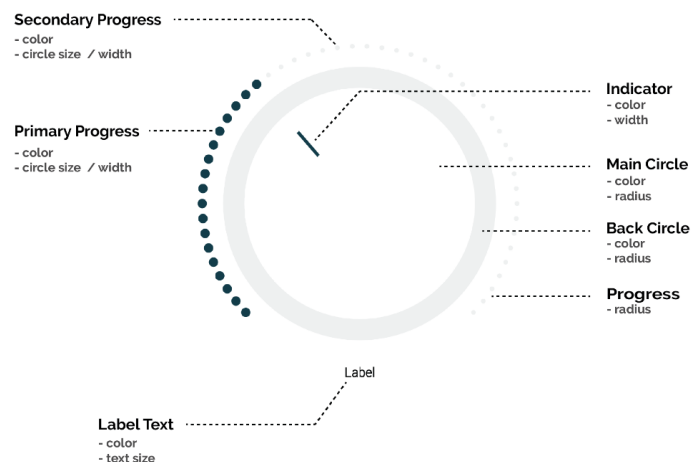 Secondary Progress
- color
- circle size / width
Indicator
- color
- width
Primary Progress
- color
- circle size / width
Main Circle
- color
- radius
Back Circle
- color
- radius
Progress
- radius
Label
Label Text
- color
- text size